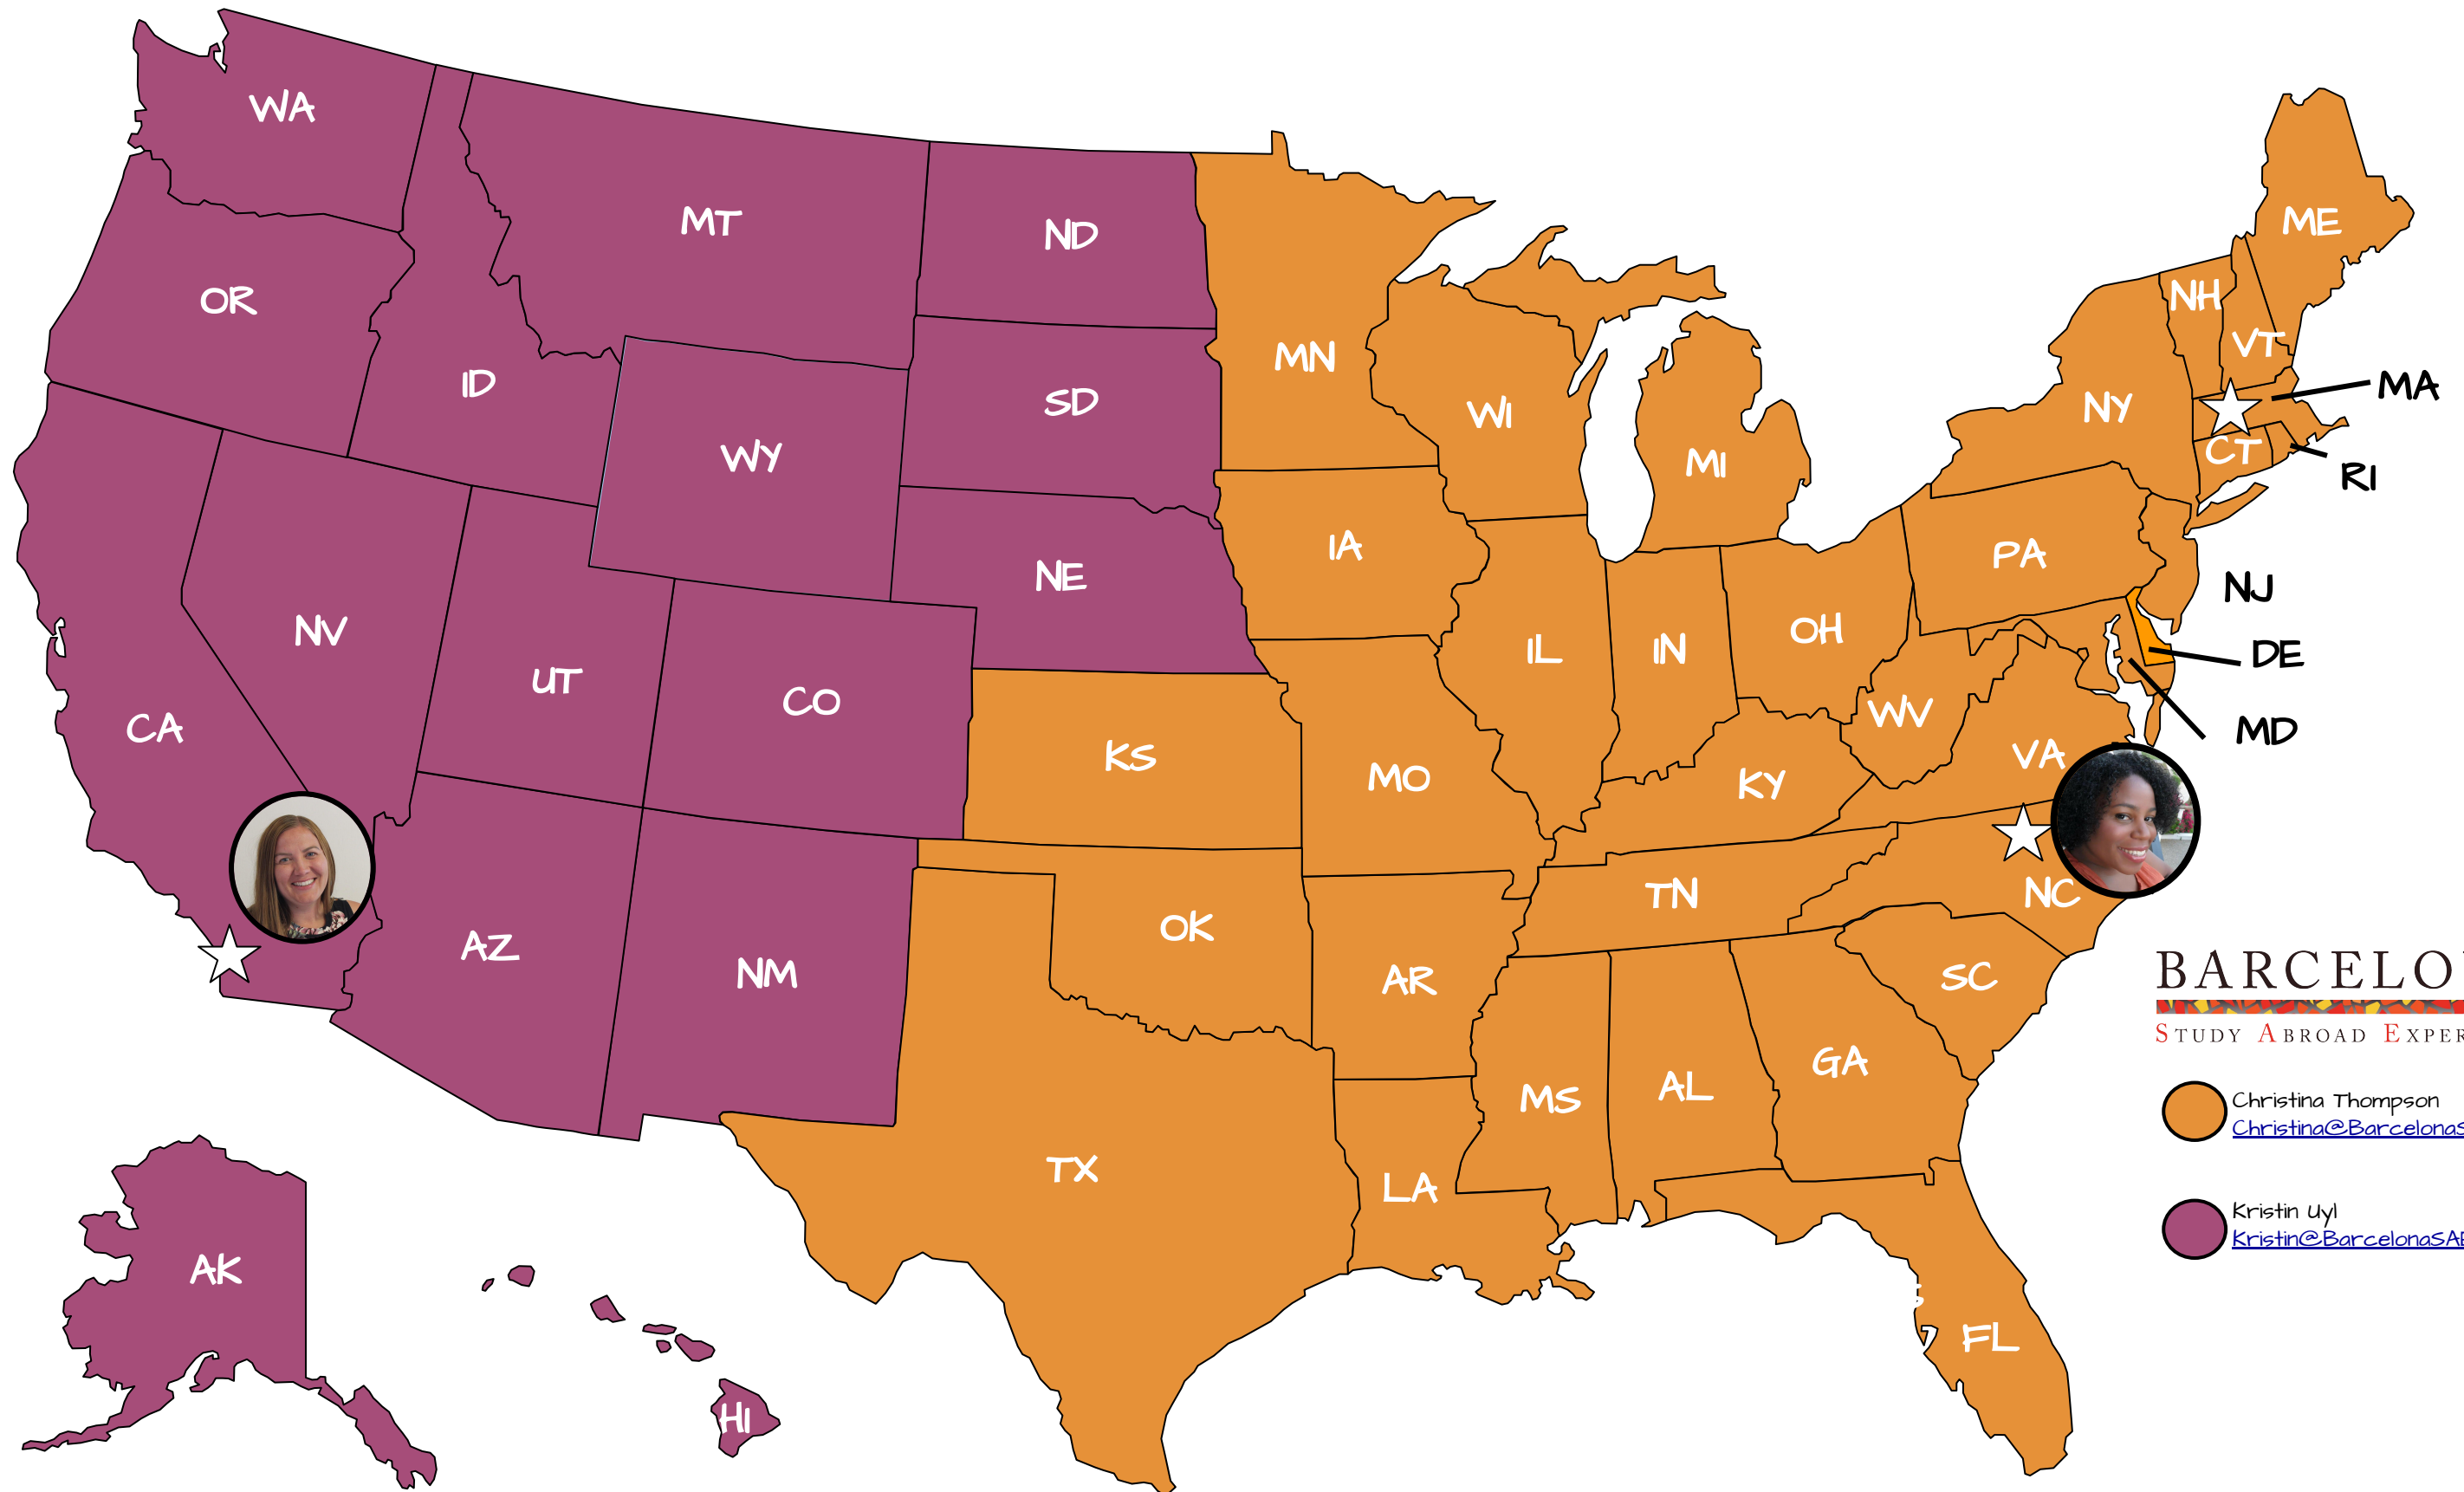 WA
MT
ND
ME
OR
NH
MN
VT
ID
MA
SD
NY
WI
WY
CT
MI
RI
IA
PA
NE
NJ
NV
OH
IL
IN
DE
UT
CO
WV
CA
MD
KS
VA
MO
KY
TN
NC
OK
AZ
NM
AR
SC
BARCELO
STUDY ABROAD EXPER
GA
AL
MS
Christina Thompson
Christina@BarcelonaS
TX
LA
Kristin Uyl
Kristin@BarcelonaSAE
AK
FL
HI